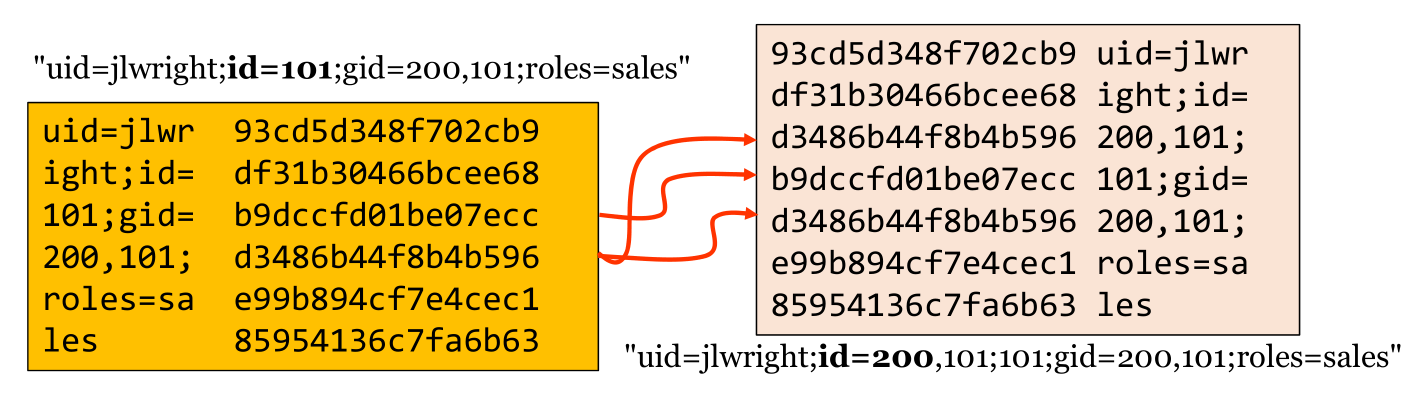 "uid=jlwright;id=101;gid=200,101;roles=sales"
uid=jlwr 93cd5d348f702cb9
ight;id= df31b30466bcee68
101;gid= b9dccfd01be07ecc
200,101; d3486b44f8b4b596
roles=sa e99b894cf7e4cec1
les 85954136c7fa6b63
93cd5d348f702cb9 uid=jlwr
df31b30466bcee68 ight;id=
d3486b44f8b4b596 200,101;
b9dccfd01be07ecc 101;gid=
d3486b44f8b4b596 200,101;
e99b894cf7e4cec1 roles=sa
85954136c7fa6b63 les
"uid=jlwright;id=200,101;101;gid=200,101;roles=sales"